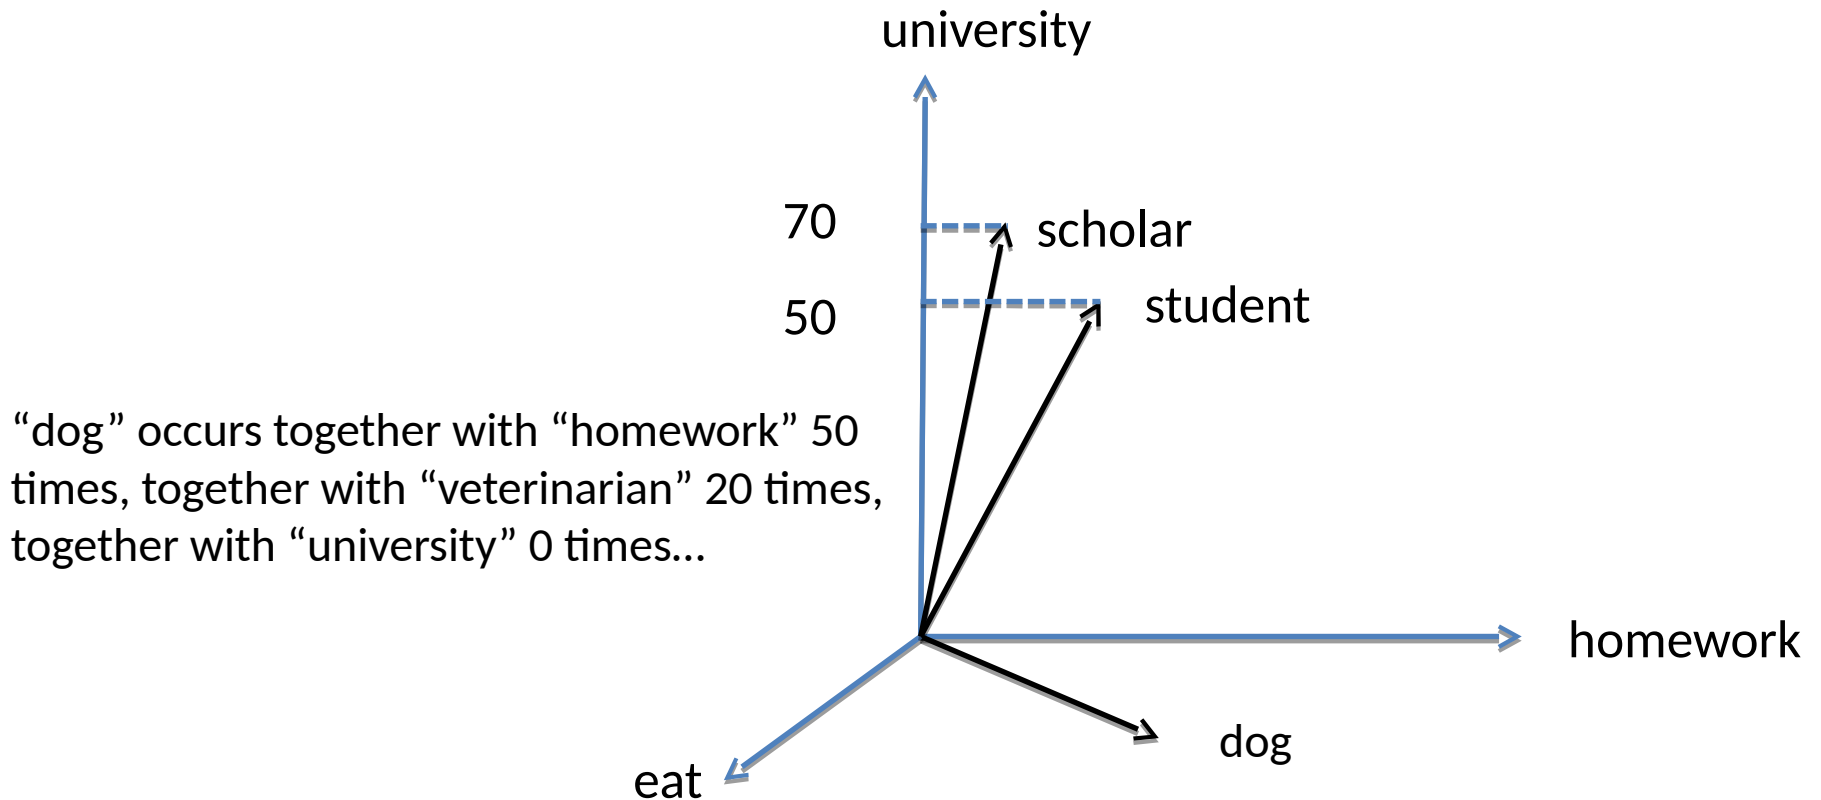 university
70
scholar
50
student
“dog” occurs together with “homework” 50
times, together with “veterinarian” 20 times,
together with “university” 0 times...
homework
dog
eat